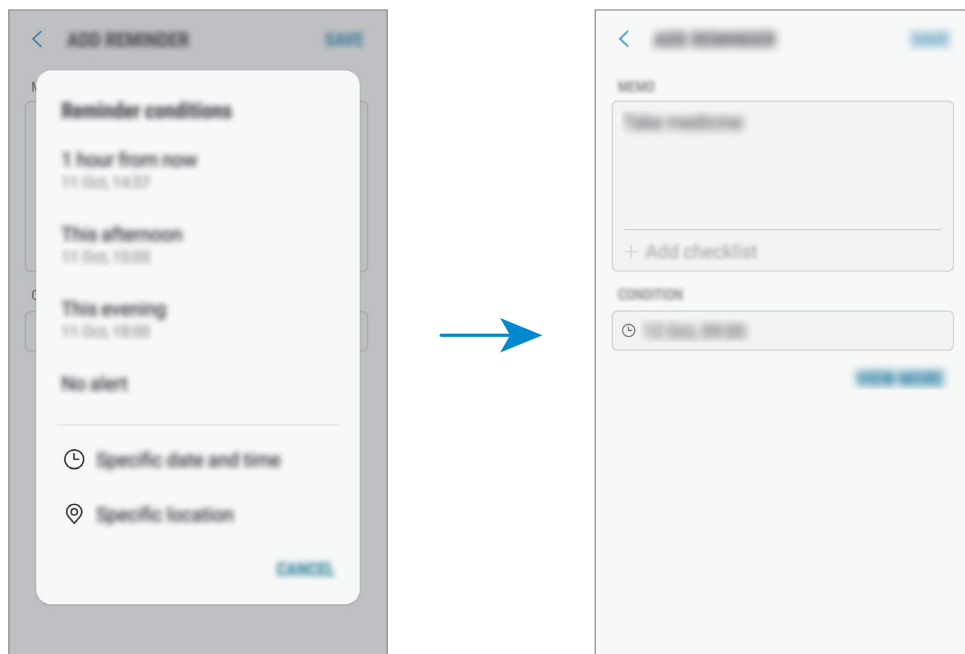 ADD REMINDER SAVE
Reminder conditions
1 hour from now
11 Oct, 14:37
This afternoon
11 Oct, 15:00
This evening
11 Oct, 18:00
No alert
Specific date and time
Specific location
CANCEL
ADD REMINDER SAVE
MEMO
Take medicine
+ Add checklist
CONDITION
12 Oct, 09:00
VIEW MORE